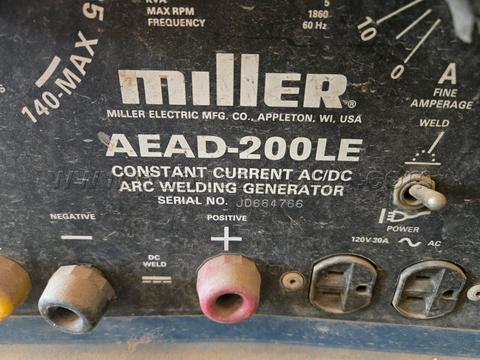 KVA 5
MAX RPM 1860
FREQUENCY 60 Hz
75
140-MAX
10
0
A
FINE
AMPERAGE
miller®
MILLER ELECTRIC MFG. CO., APPLETON, WI, USA
WELD
AEAD-200LE
CONSTANT CURRENT AC/DC
ARC WELDING GENERATOR
SERIAL NO. JD664766
POWER
120V-30A AC
NEGATIVE
POSITIVE
− +
DC
WELD